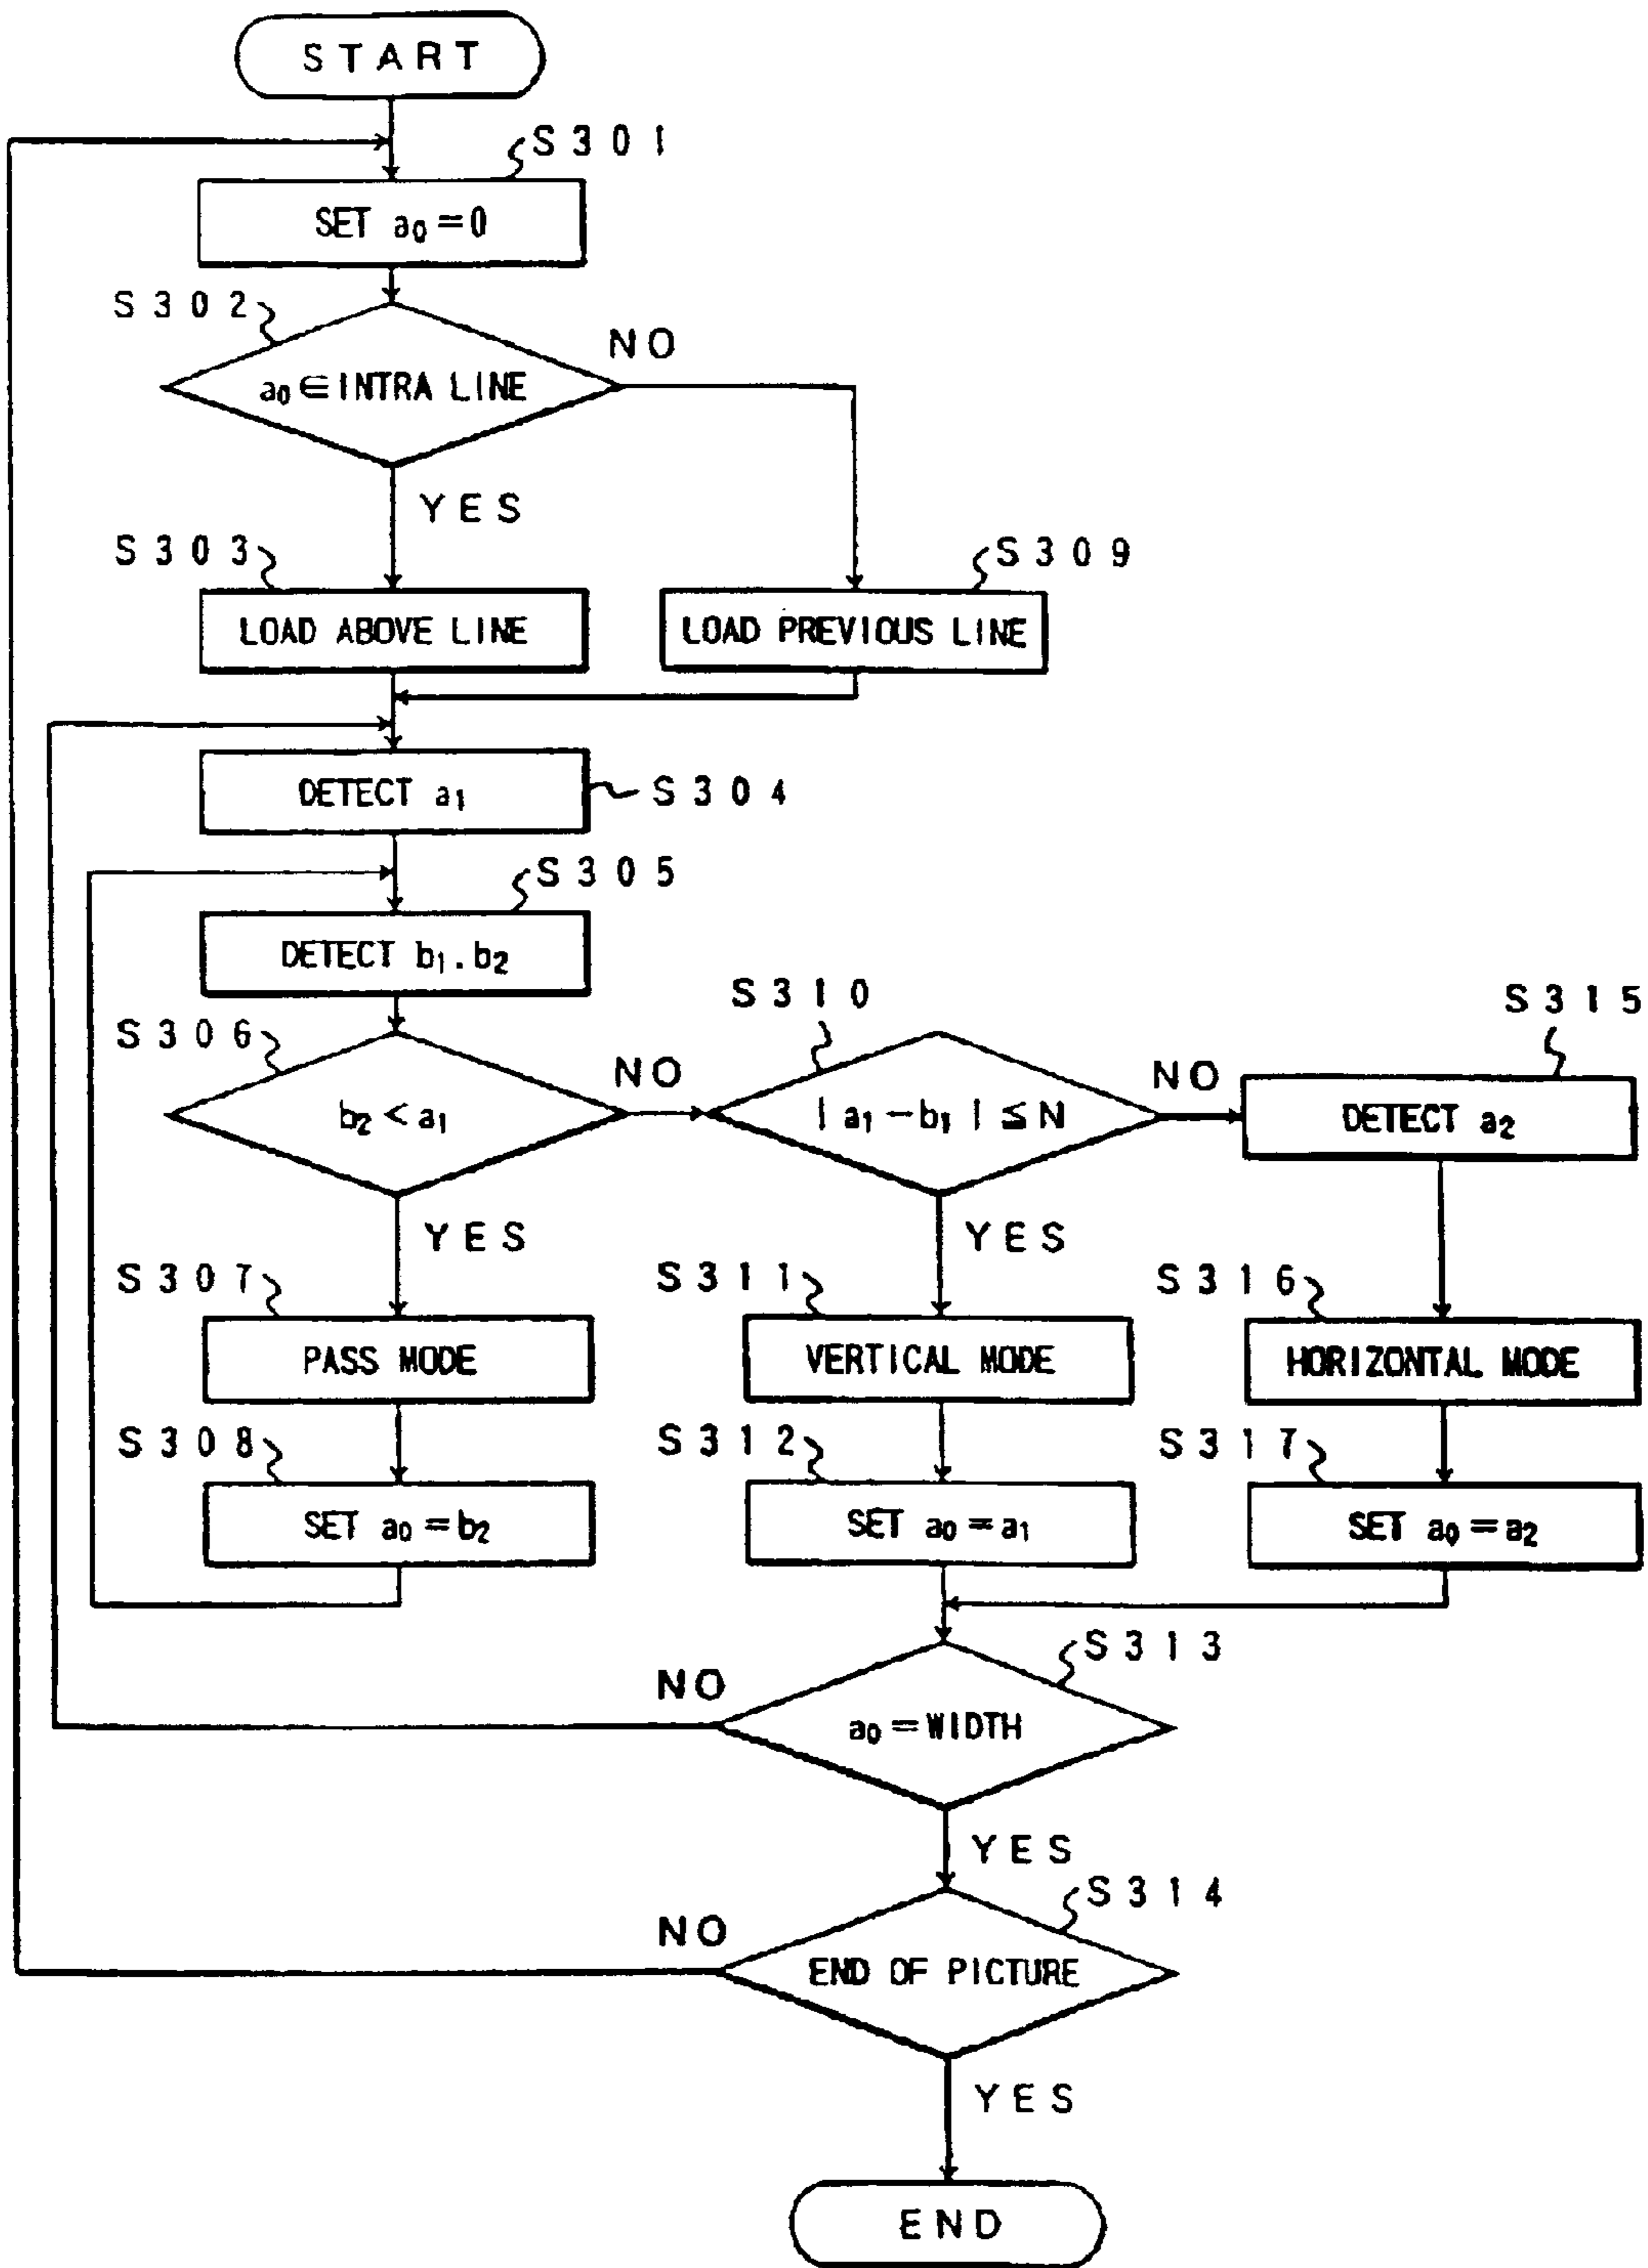 START
S301
SET a₀=0
S302
NO
a₀∈INTRA LINE
YES
S303
S309
LOAD ABOVE LINE
LOAD PREVIOUS LINE
DETECT a₁
S304
S305
DETECT b₁.b₂
S310
S315
S306
NO
NO
b₂<a₁
|a₁−b₁|≦N
DETECT a₂
YES
YES
S307
S311
S316
PASS MODE
VERTICAL MODE
HORIZONTAL MODE
S308
S312
S317
SET a₀=b₂
SET a₀=a₁
SET a₀=a₂
S313
NO
a₀=WIDTH
YES
S314
NO
END OF PICTURE
YES
END